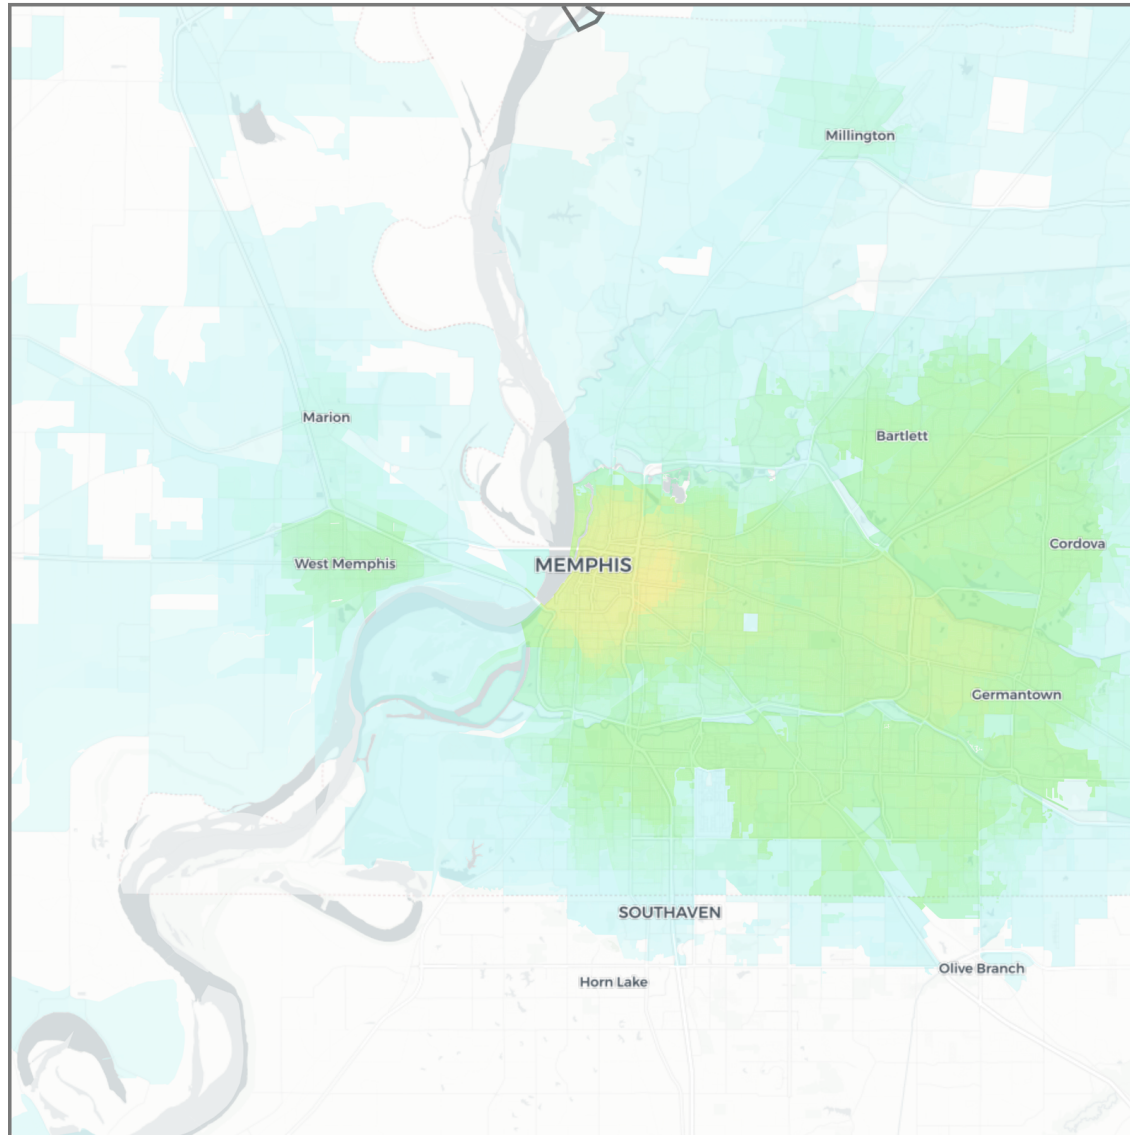 Millington
Marion
Bartlett
Cordova
West Memphis
MEMPHIS
Germantown
SOUTHAVEN
Olive Branch
Horn Lake